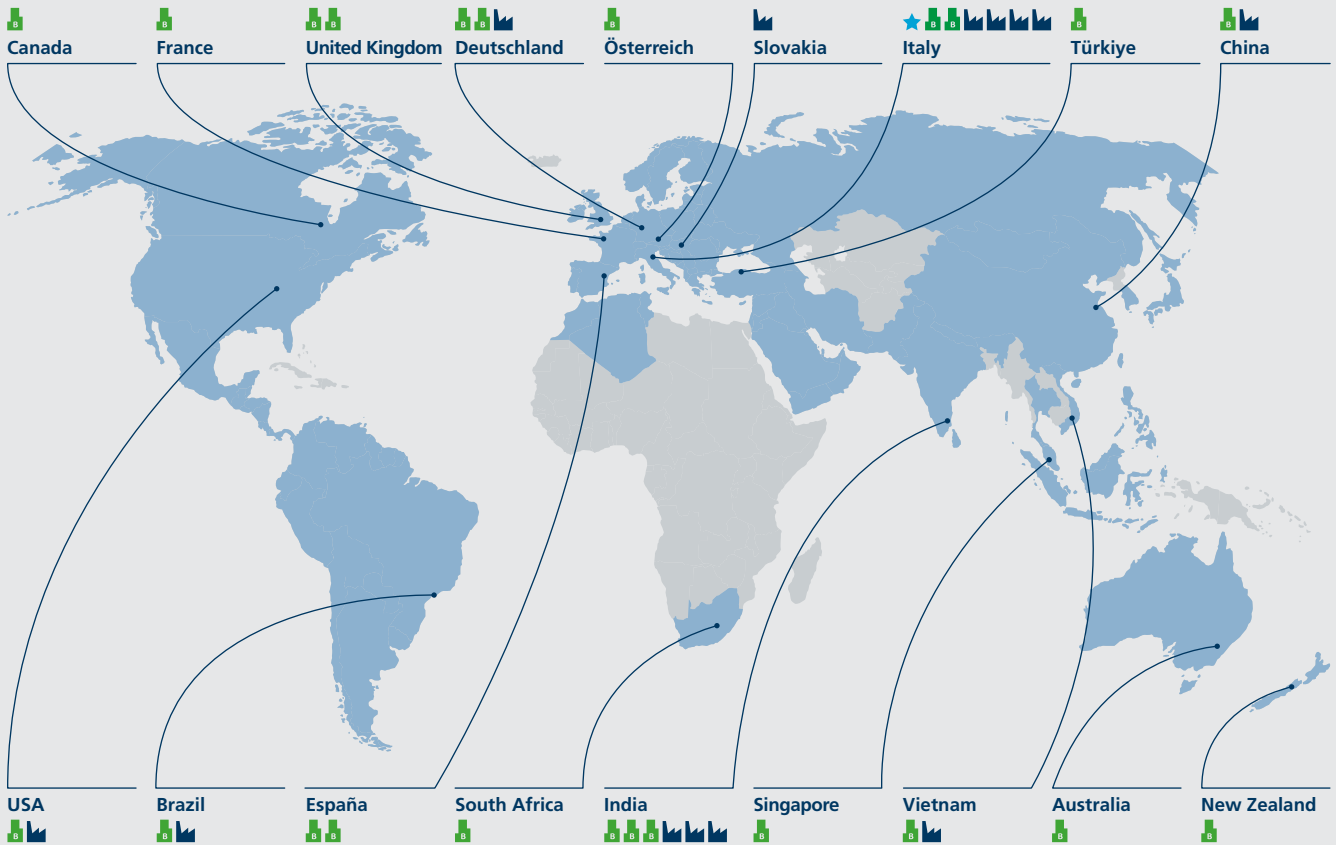 B B B B B B B B B B B B
Canada France United Kingdom Deutschland Österreich Slovakia Italy Türkiye China
USA Brazil España South Africa India Singapore Vietnam Australia New Zealand
B B B B B B B B B B B B